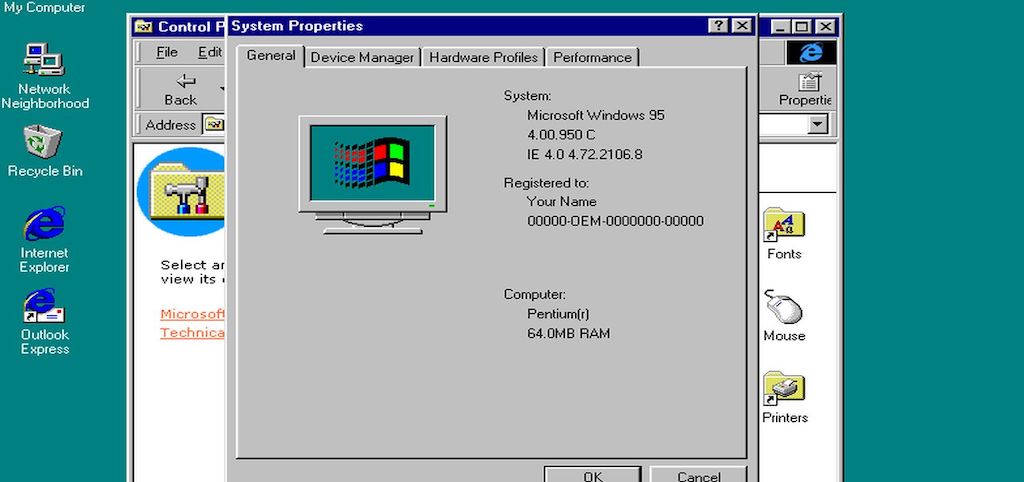 My Computer
Network
Neighborhood
Recycle Bin
Internet
Explorer
Outlook
Express
Control P
File Edit
Back
Properties
Address
Select an
view its
Microsoft
Technica
Fonts
Mouse
Printers
System Properties
General
Device Manager
Hardware Profiles
Performance
System:
Microsoft Windows 95
4.00.950 C
IE 4.0 4.72.2106.8
Registered to:
Your Name
00000-OEM-0000000-00000
Computer:
Pentium(r)
64.0MB RAM
OK
Cancel